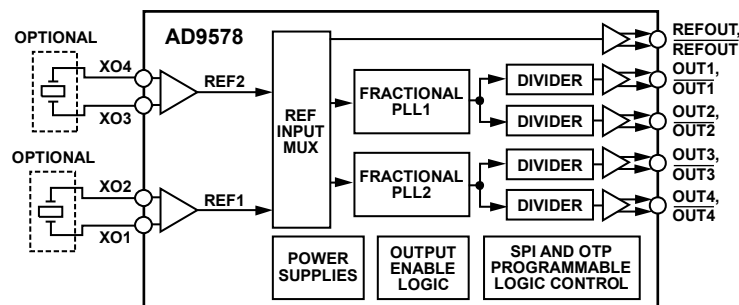 AD9578
OPTIONAL
XO4
XO3
REF2
OPTIONAL
XO2
XO1
REF1
REF
INPUT
MUX
FRACTIONAL
PLL1
FRACTIONAL
PLL2
DIVIDER
DIVIDER
DIVIDER
DIVIDER
REFOUT,
REFOUT
OUT1,
OUT1
OUT2,
OUT2
OUT3,
OUT3
OUT4,
OUT4
POWER
SUPPLIES
OUTPUT
ENABLE
LOGIC
SPI AND OTP
PROGRAMMABLE
LOGIC CONTROL